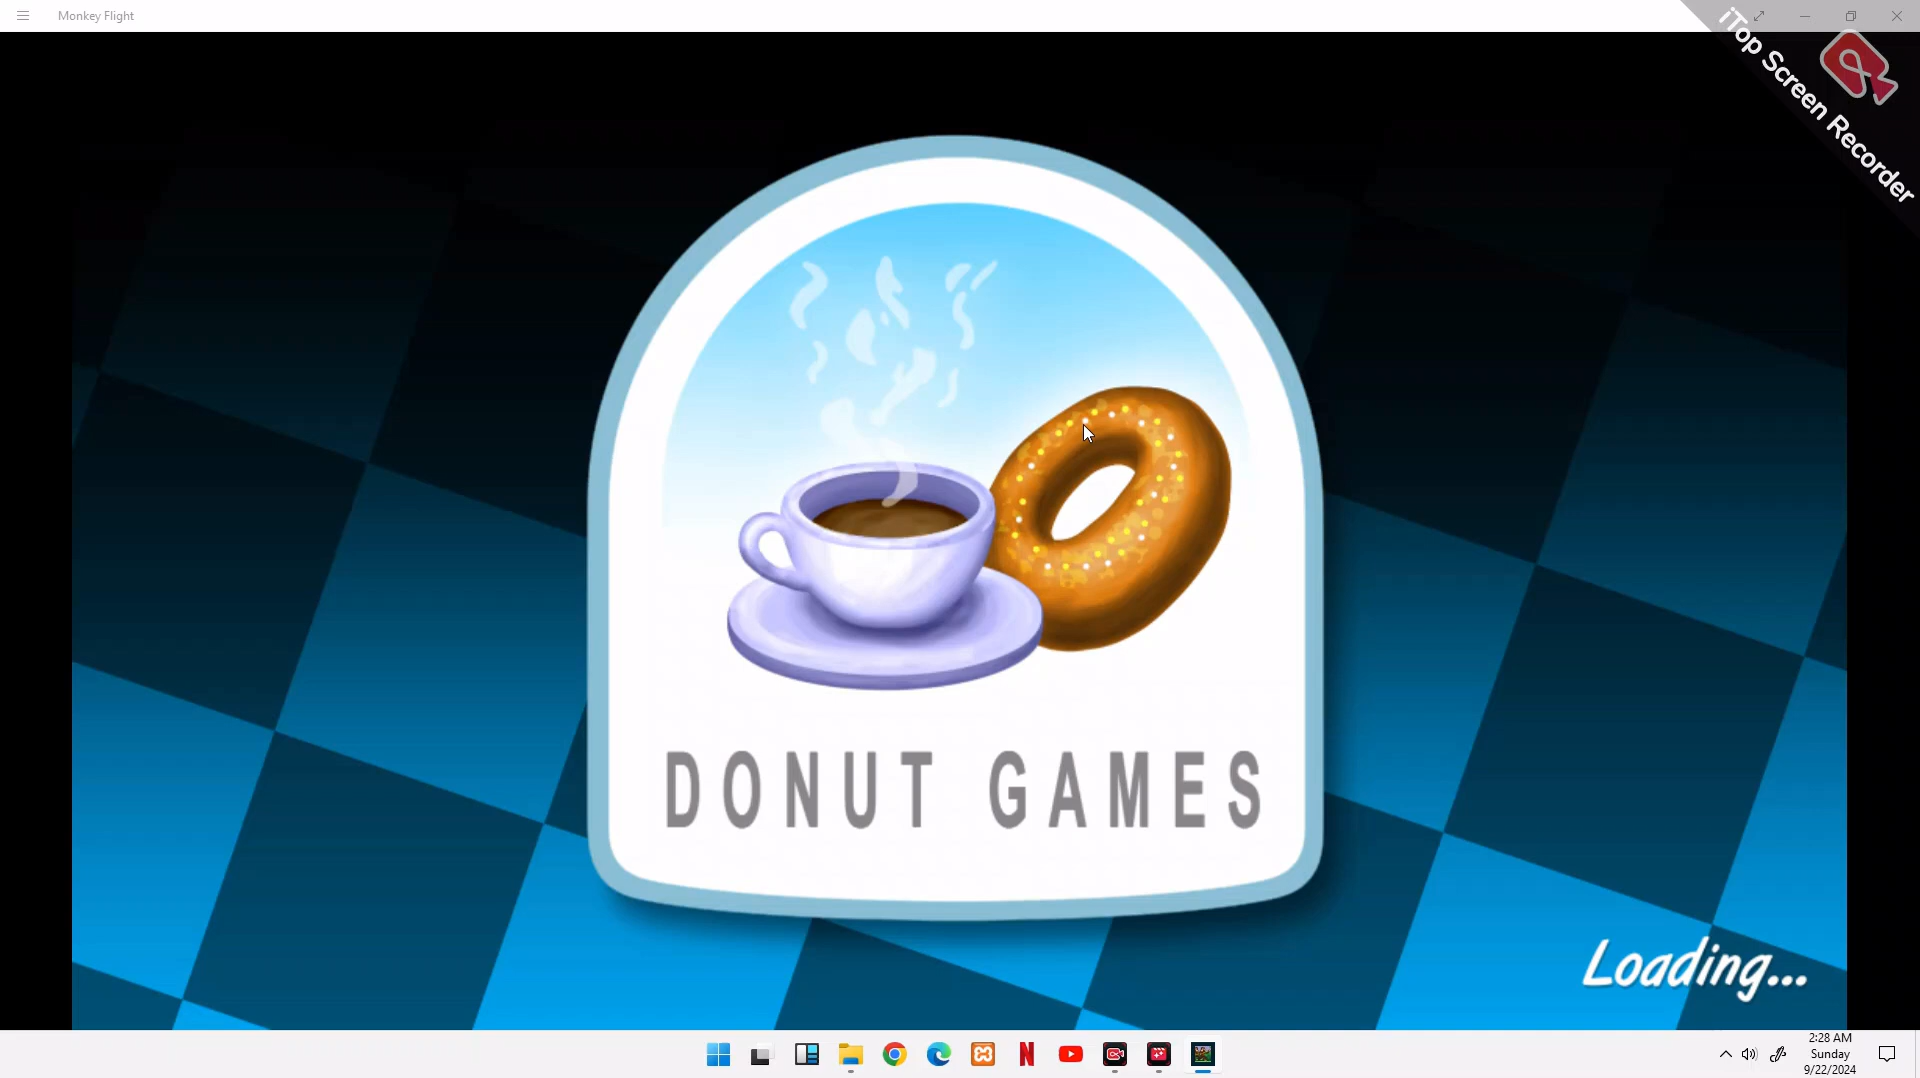 Monkey Flight
iTop Screen Recorder
DONUT GAMES
Loading...
2:28 AM
Sunday
9/22/2024